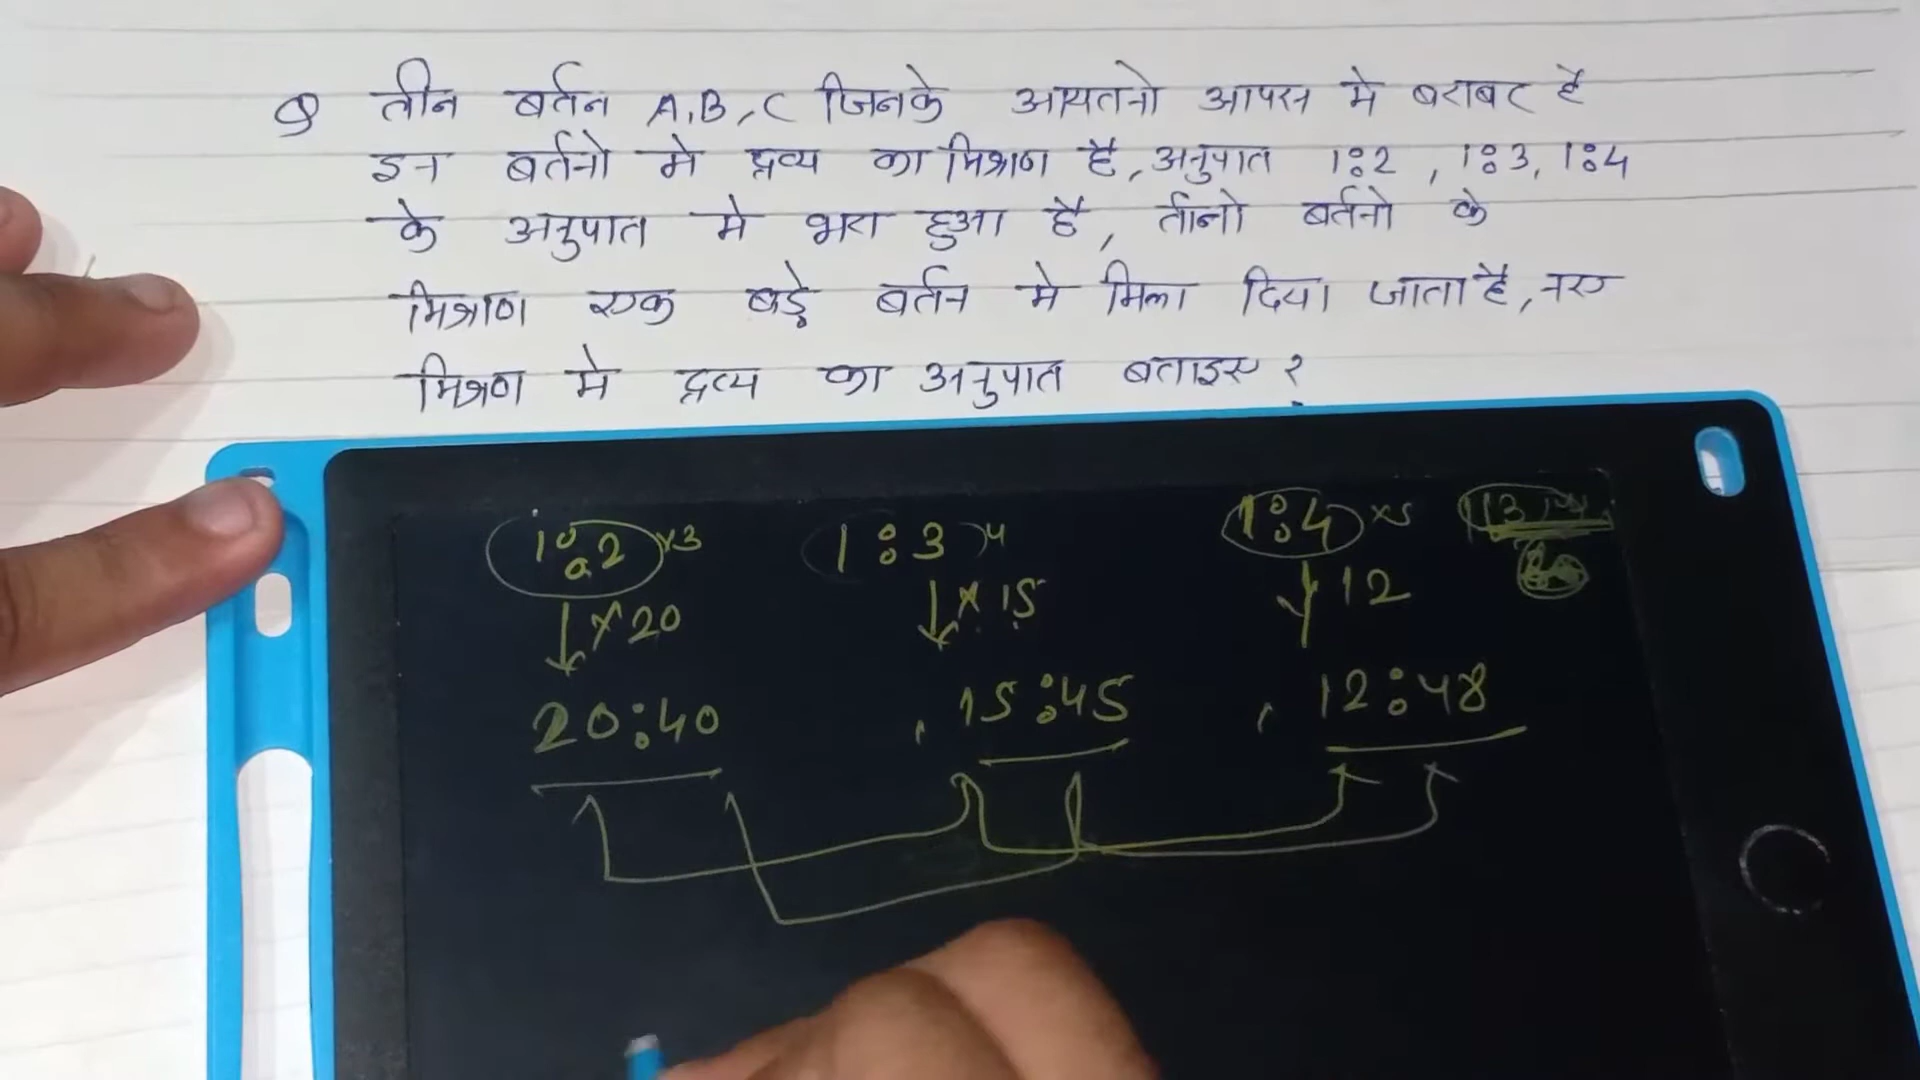 Q तीन बर्तन A,B,C जिनके आयतनो आपस मे बराबर है
इन बर्तनो मे द्रव्य का मिश्रण है, अनुपात 1:2, 1:3, 1:4
के अनुपात मे भरा हुआ है, तीनो बर्तनो के
मिश्रण एक बड़े बर्तन मे मिला दिया जाता है, नए
मिश्रण मे द्रव्य का अनुपात बताइए?
1:2 ×3 1:3 4 1:4 ×5
↓×20 ↓×15 ↓12
20:40, 15:45, 12:48